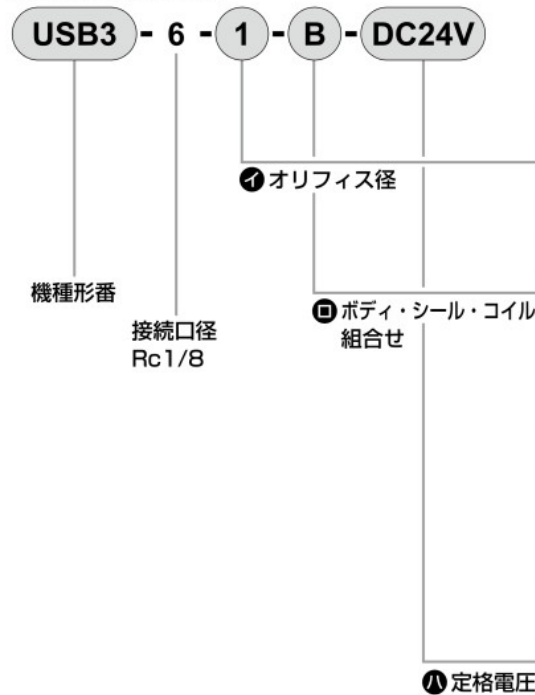 USB3 - 6 - 1 - B - DC24V
イ オリフィス径
機種形番
ロ ボディ・シール・コイル
組合せ
接続口径
Rc1/8
ハ 定格電圧